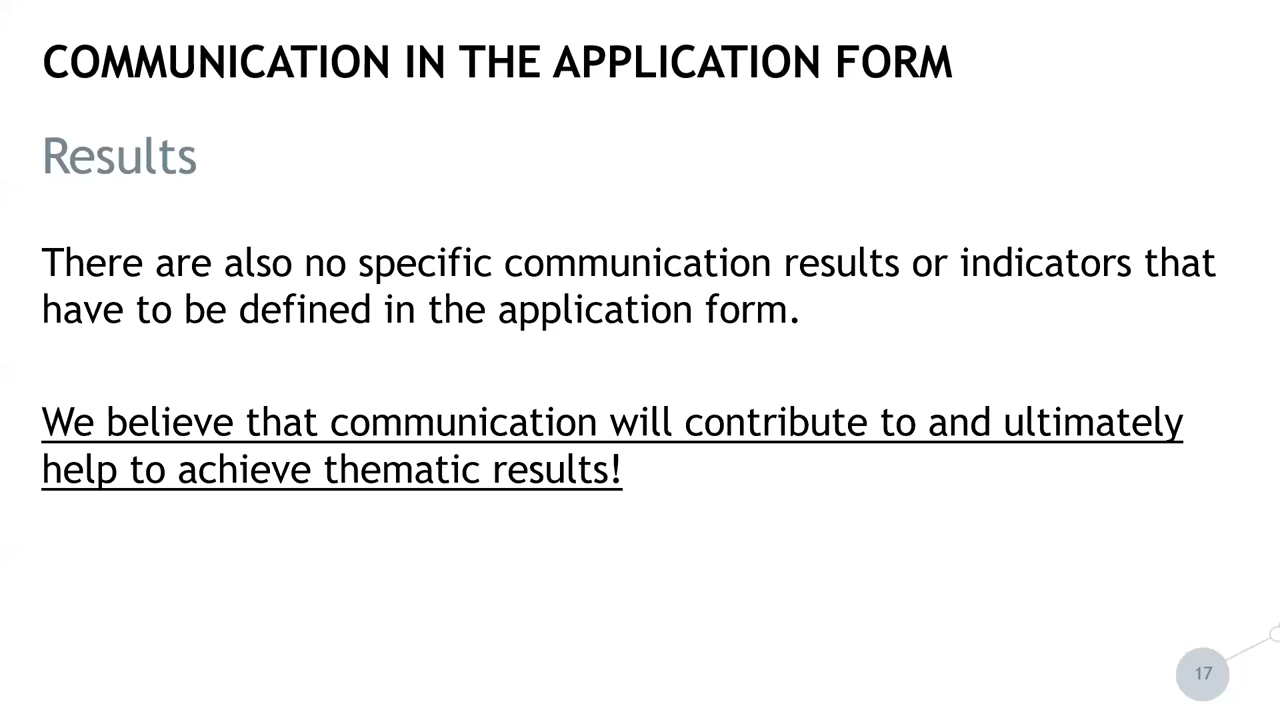 COMMUNICATION IN THE APPLICATION FORM
Results
There are also no specific communication results or indicators that
have to be defined in the application form.
We believe that communication will contribute to and ultimately
help to achieve thematic results!
17